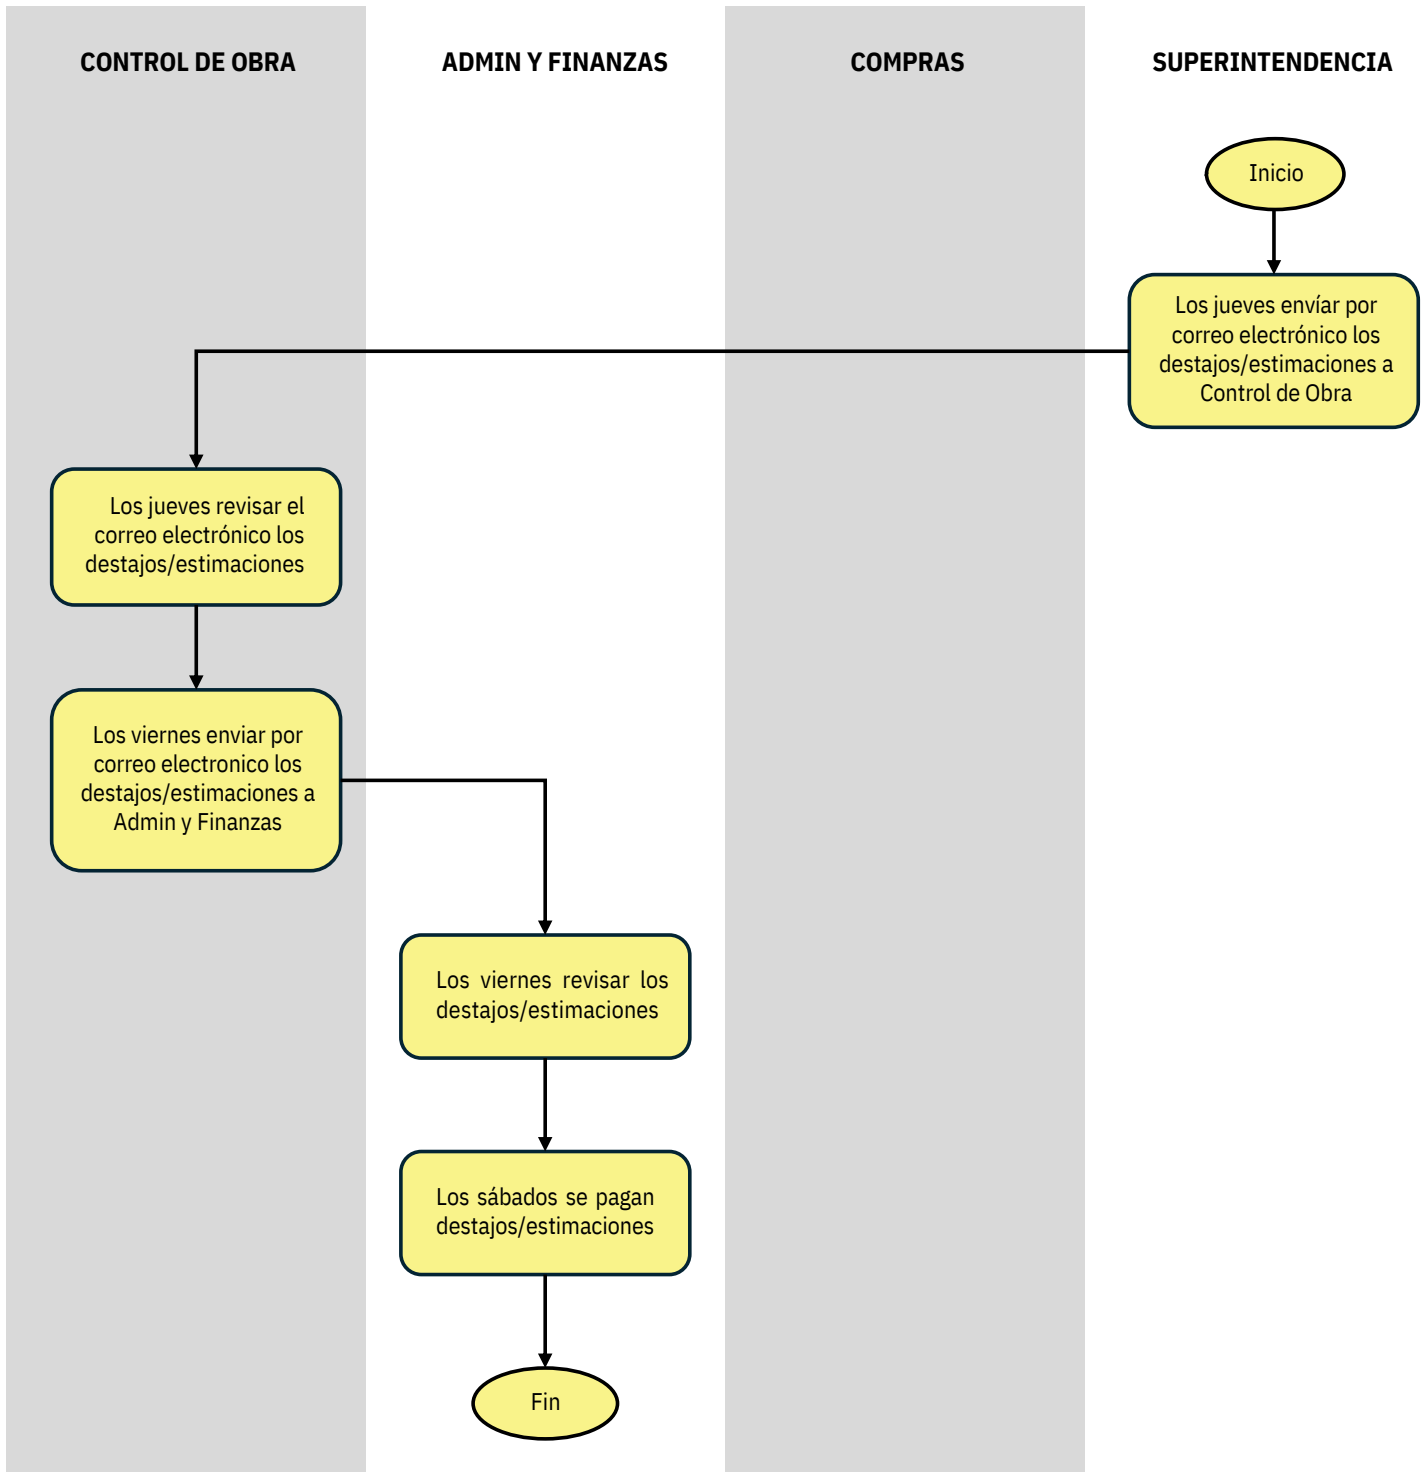 CONTROL DE OBRA
ADMIN Y FINANZAS
COMPRAS
SUPERINTENDENCIA
Inicio
Los jueves envíar por
correo electrónico los
destajos/estimaciones a
Control de Obra
Los jueves revisar el
correo electrónico los
destajos/estimaciones
Los viernes enviar por
correo electronico los
destajos/estimaciones a
Admin y Finanzas
Los viernes revisar los
destajos/estimaciones
Los sábados se pagan
destajos/estimaciones
Fin